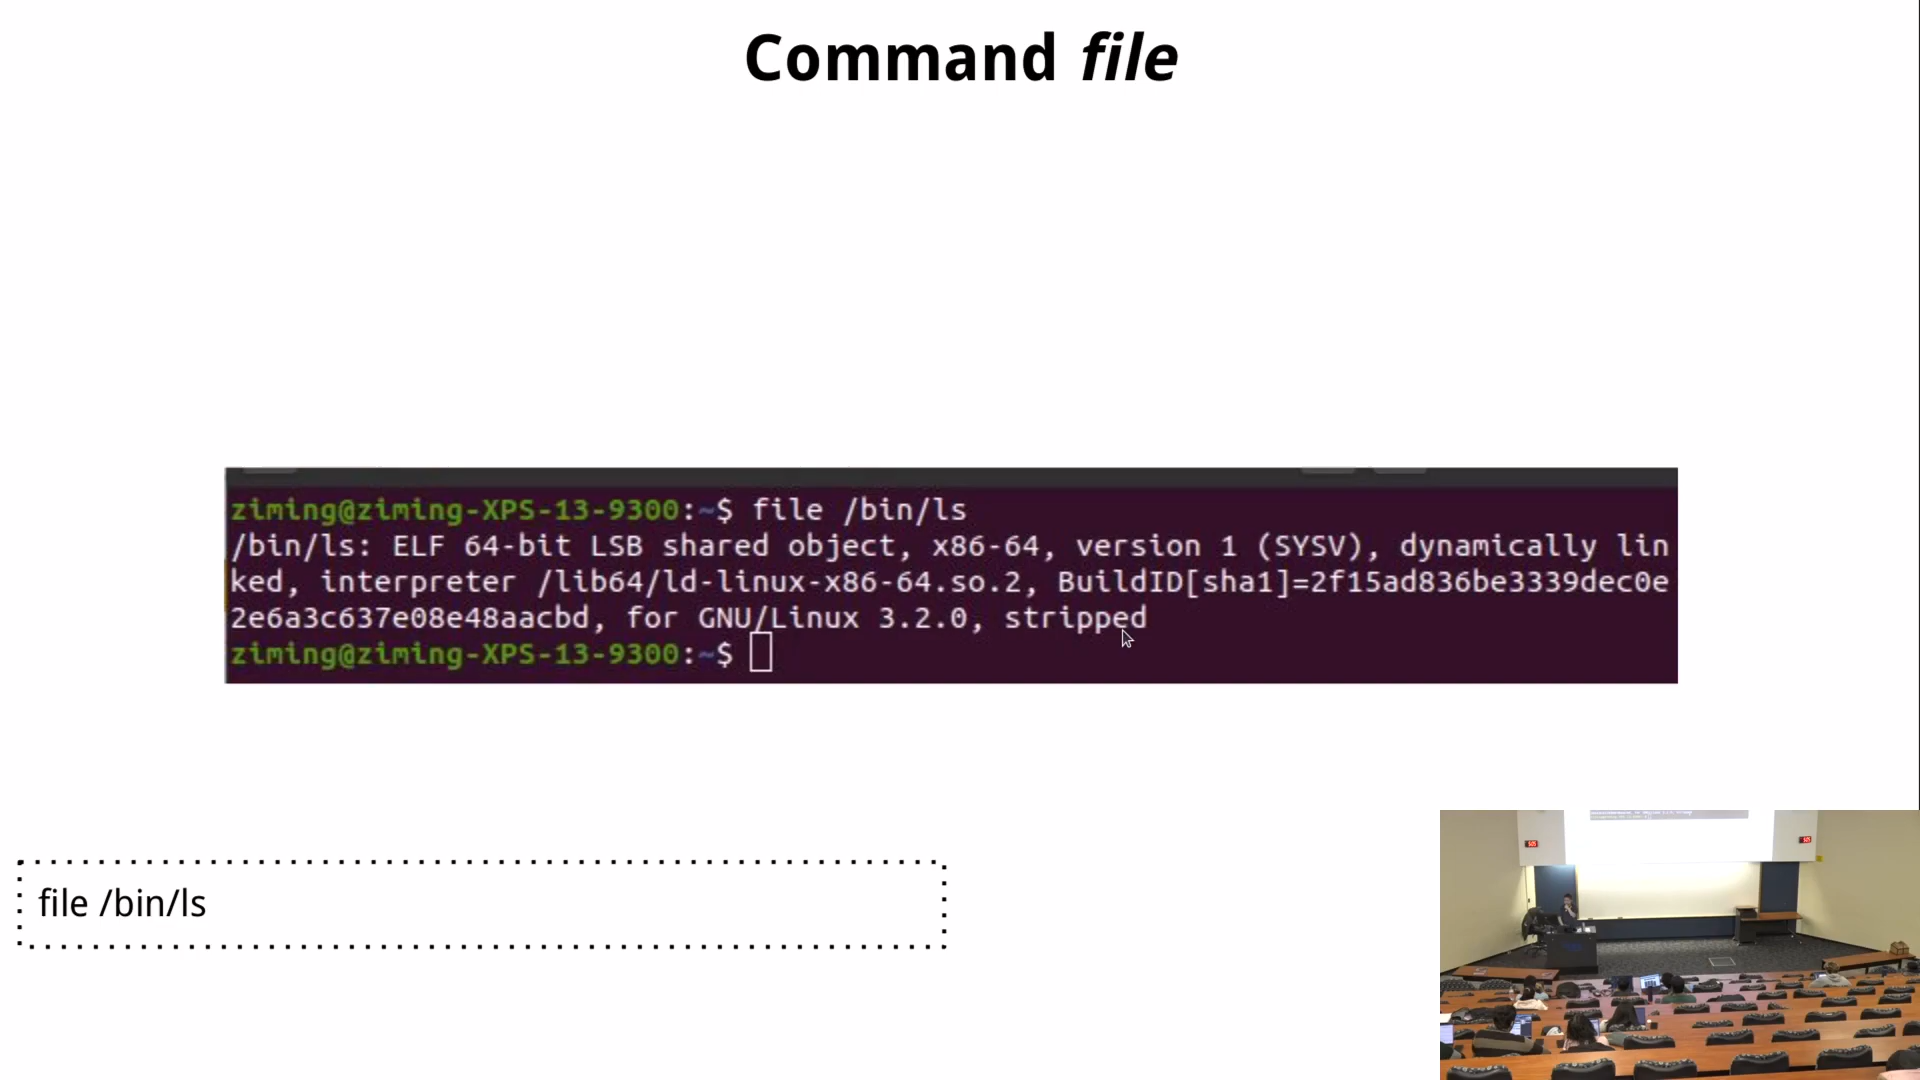 Command file
ziming@ziming-XPS-13-9300:~$ file /bin/ls
/bin/ls: ELF 64-bit LSB shared object, x86-64, version 1 (SYSV), dynamically lin
ked, interpreter /lib64/ld-linux-x86-64.so.2, BuildID[sha1]=2f15ad836be3339dec0e
2e6a3c637e08e48aacbd, for GNU/Linux 3.2.0, stripped
ziming@ziming-XPS-13-9300:~$
file /bin/ls